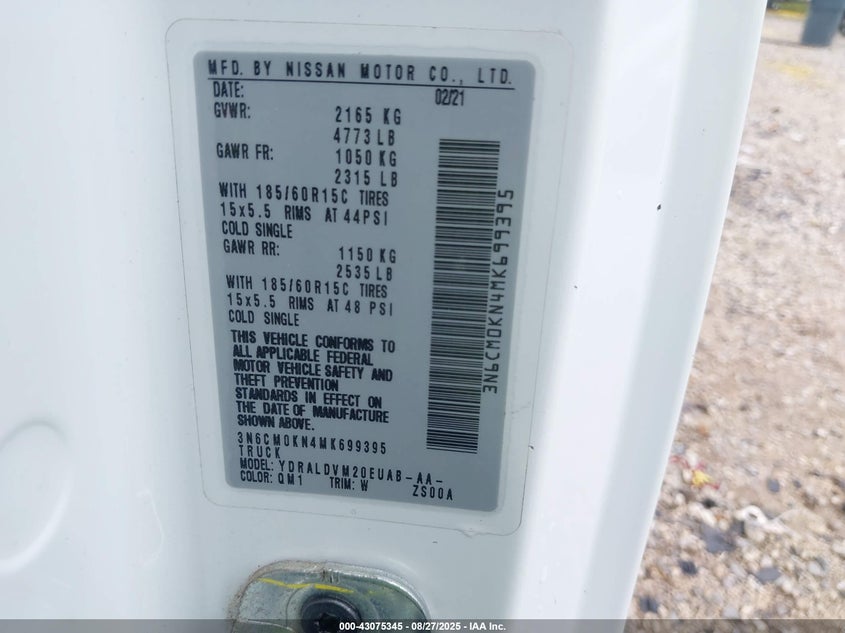 MFD. BY NISSAN MOTOR CO., LTD.
DATE: 02/21
GVWR: 2165 KG
4773 LB
GAWR FR: 1050 KG
2315 LB
WITH 185/60R15C TIRES
15x5.5 RIMS AT 44PSI
COLD SINGLE
GAWR RR: 1150 KG
2535 LB
WITH 185/60R15C TIRES
15x5.5 RIMS AT 48 PSI
COLD SINGLE
THIS VEHICLE CONFORMS TO
ALL APPLICABLE FEDERAL
MOTOR VEHICLE SAFETY AND
THEFT PREVENTION
STANDARDS IN EFFECT ON
THE DATE OF MANUFACTURE
SHOWN ABOVE.
3N6CM0KN4MK699395
TRUCK
MODEL: YDRALDVM20EUAB-AA-
COLOR: QM1 TRIM: W ZS00A
3N6CM0KN4MK699395
000-43075345 - 08/27/2025 - IAA Inc.